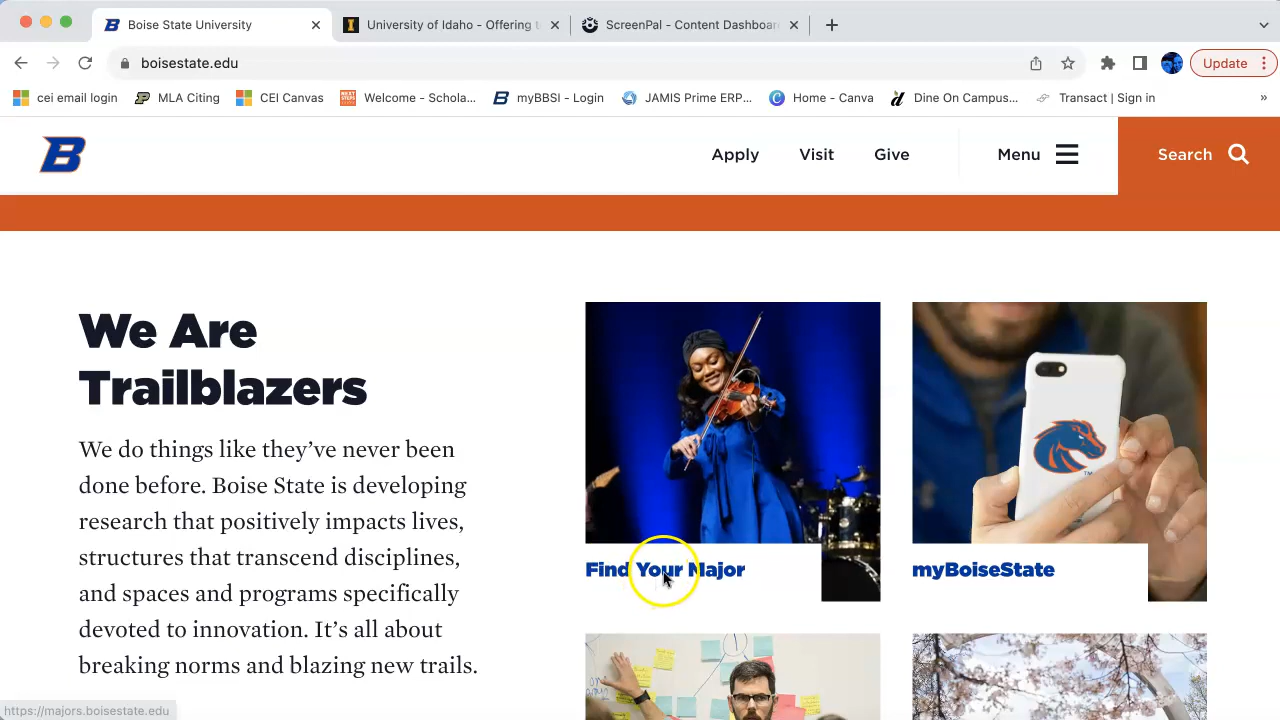 Boise State University
University of Idaho - Offering t
ScreenPal - Content Dashboard
boisestate.edu
Update
cei email login
MLA Citing
CEI Canvas
Welcome - Schola...
myBBSI - Login
JAMIS Prime ERP...
Home - Canva
Dine On Campus...
Transact | Sign in
»
B
Apply
Visit
Give
Menu
Search
We Are
Trailblazers
We do things like they’ve never been
done before. Boise State is developing
research that positively impacts lives,
structures that transcend disciplines,
and spaces and programs specifically
devoted to innovation. It’s all about
breaking norms and blazing new trails.
Find Your Major
myBoiseState
https://majors.boisestate.edu